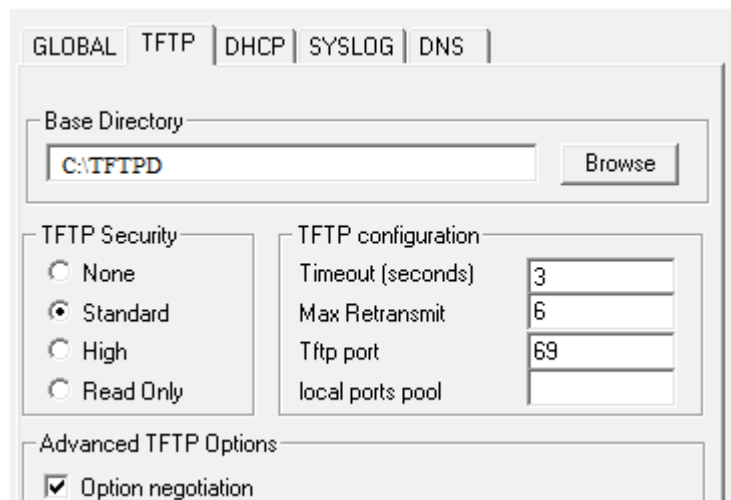 GLOBAL TFTP DHCP SYSLOG DNS
Base Directory
C:\TFTPD Browse
TFTP Security
None
Standard
High
Read Only
TFTP configuration
Timeout (seconds) 3
Max Retransmit 6
Tftp port 69
local ports pool
Advanced TFTP Options
Option negotiation